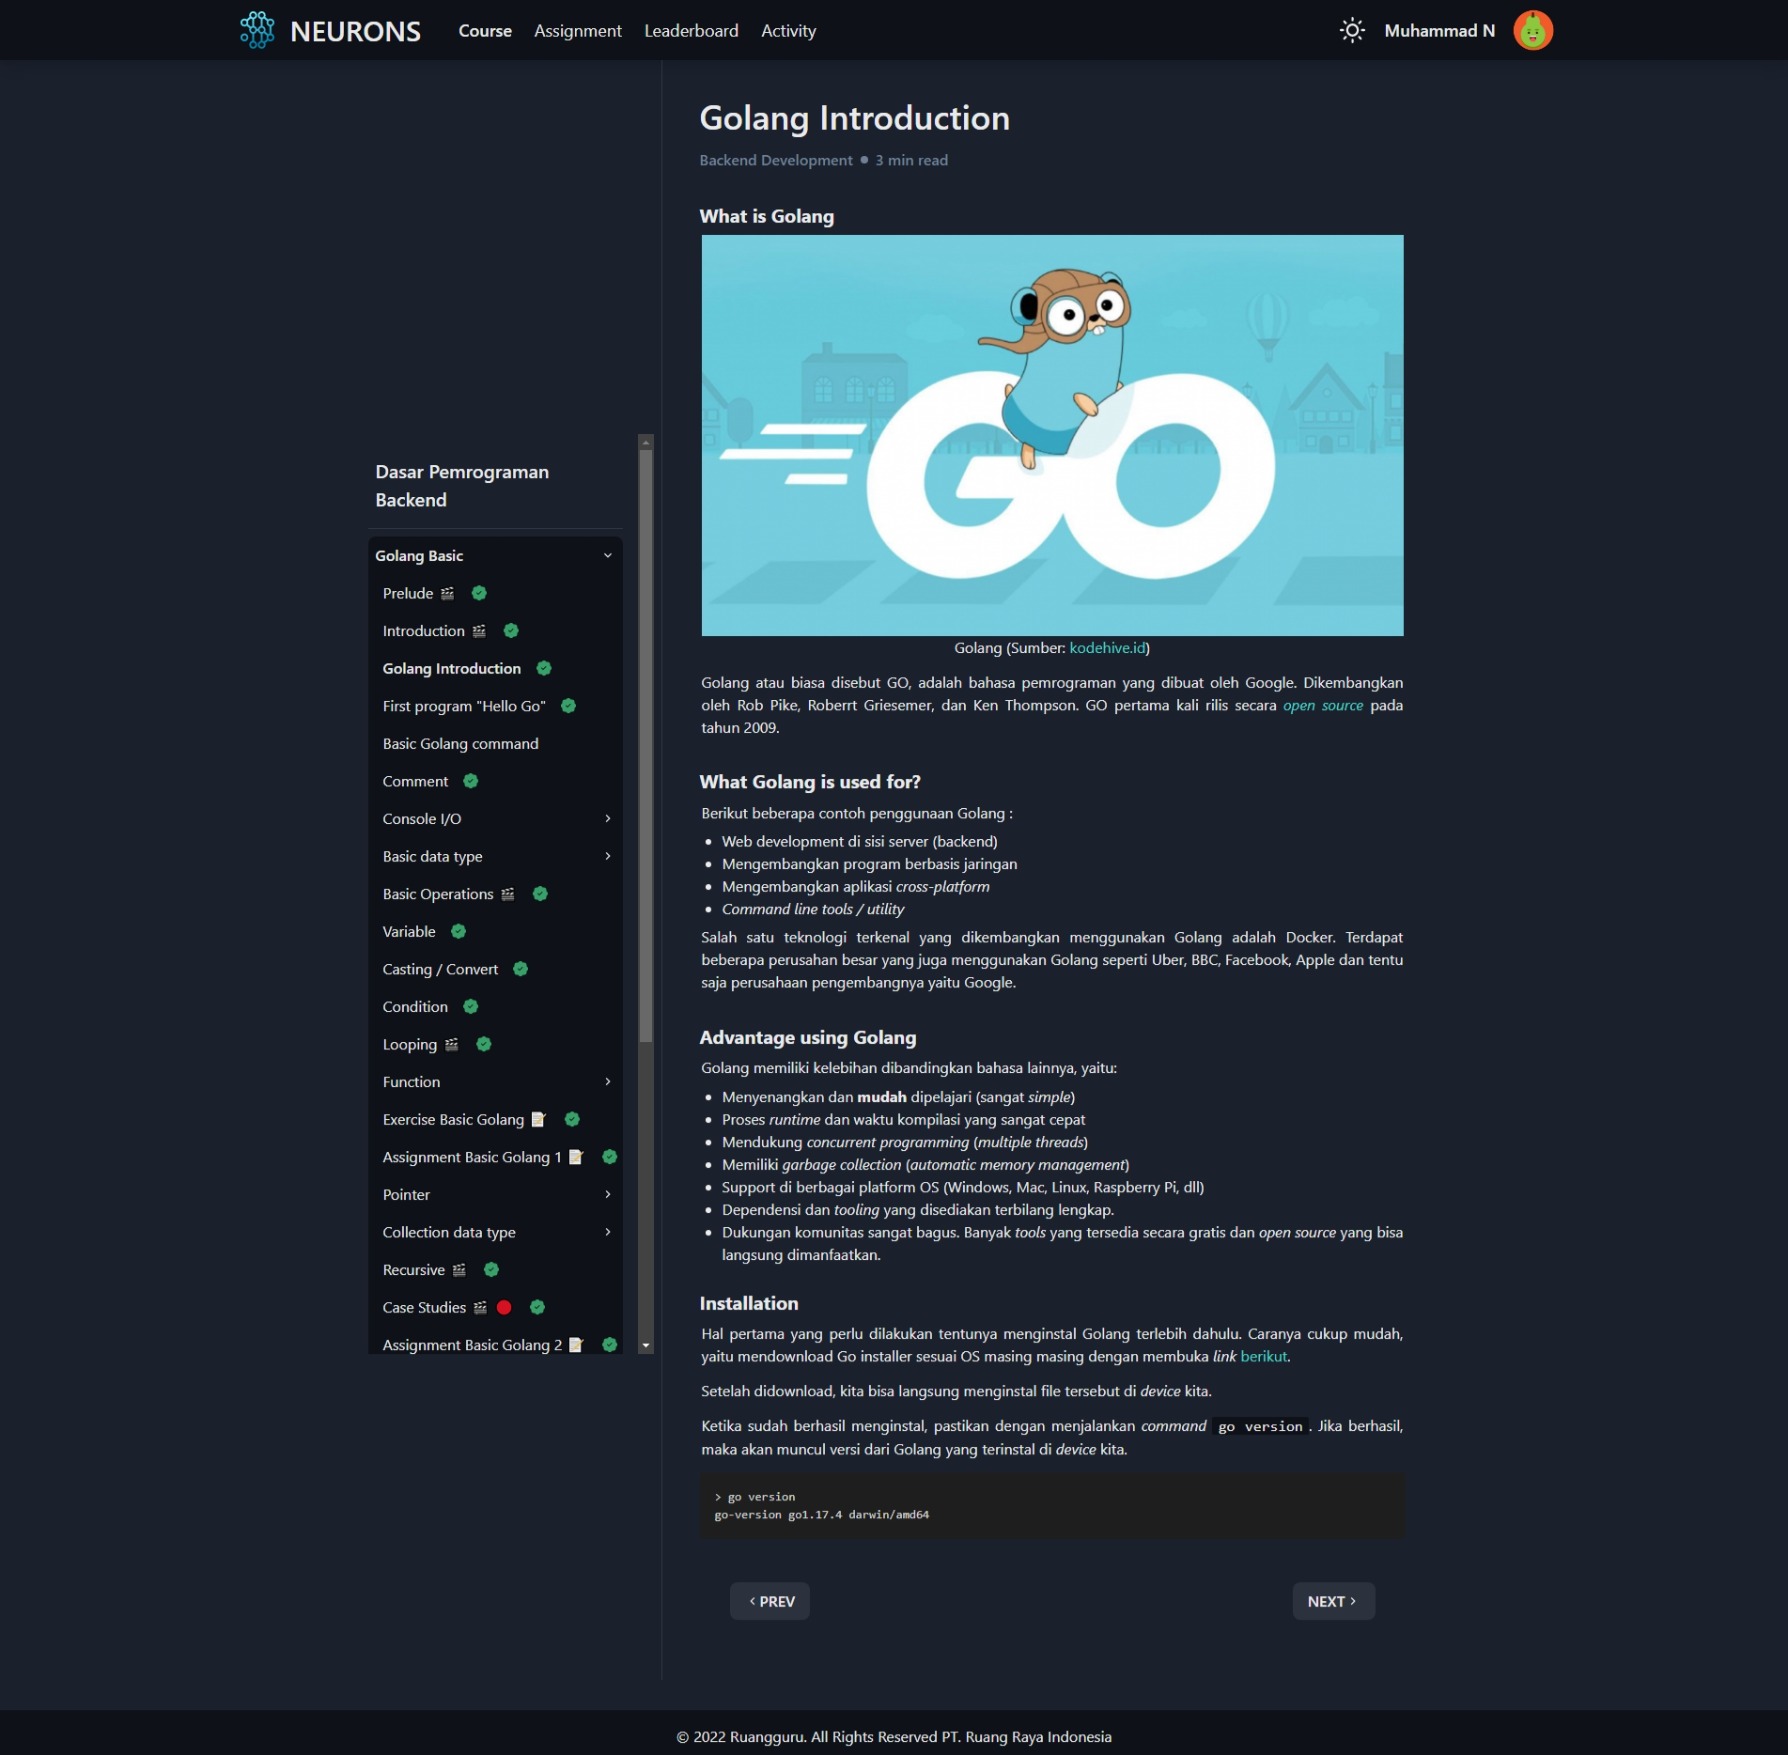 NEURONS
Course Assignment Leaderboard Activity
Muhammad N
Dasar Pemrograman
Backend
Golang Basic
Prelude
Introduction
Golang Introduction
First program "Hello Go"
Basic Golang command
Comment
Console I/O
Basic data type
Basic Operations
Variable
Casting / Convert
Condition
Looping
Function
Exercise Basic Golang
Assignment Basic Golang 1
Pointer
Collection data type
Recursive
Case Studies
Assignment Basic Golang 2
Golang Introduction
Backend Development • 3 min read
What is Golang
GO
Golang (Sumber: kodehive.id)
Golang atau biasa disebut GO, adalah bahasa pemrograman yang dibuat oleh Google. Dikembangkan
oleh Rob Pike, Roberrt Griesemer, dan Ken Thompson. GO pertama kali rilis secara open source pada
tahun 2009.
What Golang is used for?
Berikut beberapa contoh penggunaan Golang :
• Web development di sisi server (backend)
• Mengembangkan program berbasis jaringan
• Mengembangkan aplikasi cross-platform
• Command line tools / utility
Salah satu teknologi terkenal yang dikembangkan menggunakan Golang adalah Docker. Terdapat
beberapa perusahan besar yang juga menggunakan Golang seperti Uber, BBC, Facebook, Apple dan tentu
saja perusahaan pengembangnya yaitu Google.
Advantage using Golang
Golang memiliki kelebihan dibandingkan bahasa lainnya, yaitu:
• Menyenangkan dan mudah dipelajari (sangat simple)
• Proses runtime dan waktu kompilasi yang sangat cepat
• Mendukung concurrent programming (multiple threads)
• Memiliki garbage collection (automatic memory management)
• Support di berbagai platform OS (Windows, Mac, Linux, Raspberry Pi, dll)
• Dependensi dan tooling yang disediakan terbilang lengkap.
• Dukungan komunitas sangat bagus. Banyak tools yang tersedia secara gratis dan open source yang bisa
langsung dimanfaatkan.
Installation
Hal pertama yang perlu dilakukan tentunya menginstal Golang terlebih dahulu. Caranya cukup mudah,
yaitu mendownload Go installer sesuai OS masing masing dengan membuka link berikut.
Setelah didownload, kita bisa langsung menginstal file tersebut di device kita.
Ketika sudah berhasil menginstal, pastikan dengan menjalankan command go version. Jika berhasil,
maka akan muncul versi dari Golang yang terinstal di device kita.
> go version
go-version go1.17.4 darwin/amd64
‹ PREV
NEXT ›
© 2022 Ruangguru. All Rights Reserved PT. Ruang Raya Indonesia